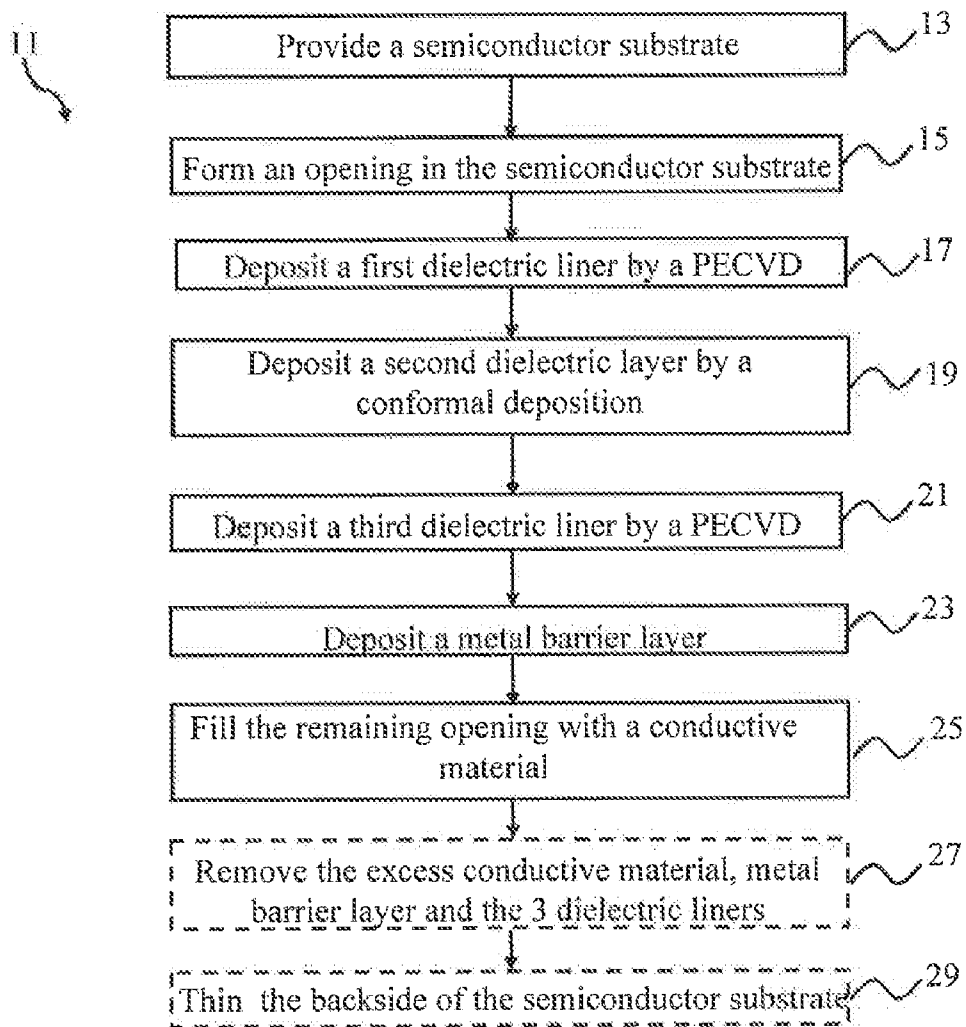 11
Provide a semiconductor substrate
13
Form an opening in the semiconductor substrate
15
Deposit a first dielectric liner by a PECVD
17
Deposit a second dielectric layer by a
conformal deposition
19
Deposit a third dielectric liner by a PECVD
21
Deposit a metal barrier layer
23
Fill the remaining opening with a conductive
material
25
Remove the excess conductive material, metal
barrier layer and the 3 dielectric liners
27
Thin the backside of the semiconductor substrate
29